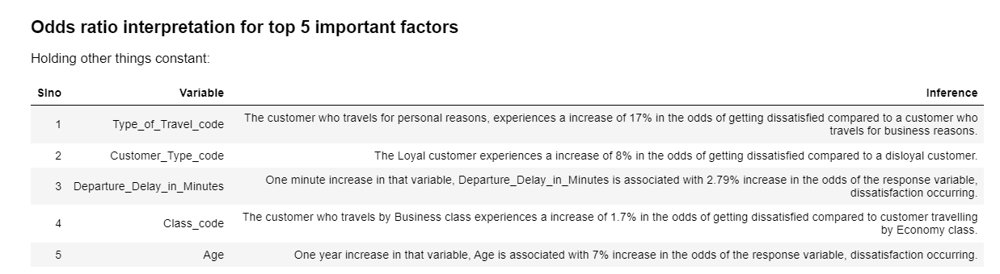 Odds ratio interpretation for top 5 important factors
Holding other things constant:
Slno Variable Inference
1 Type_of_Travel_code The customer who travels for personal reasons, experiences a increase of 17% in the odds of getting dissatisfied compared to a customer who
travels for business reasons.
2 Customer_Type_code The Loyal customer experiences a increase of 8% in the odds of getting dissatisfied compared to a disloyal customer.
3 Departure_Delay_in_Minutes One minute increase in that variable, Departure_Delay_in_Minutes is associated with 2.79% increase in the odds of the response variable,
dissatisfaction occurring.
4 Class_code The customer who travels by Business class experiences a increase of 1.7% in the odds of getting dissatisfied compared to customer travelling
by Economy class.
5 Age One year increase in that variable, Age is associated with 7% increase in the odds of the response variable, dissatisfaction occurring.